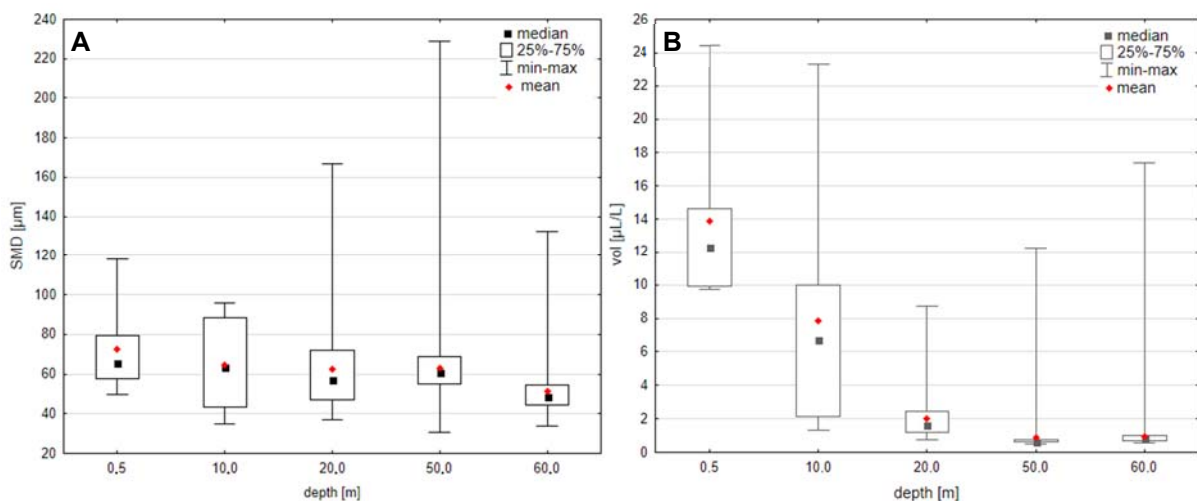 A
median
25%-75%
min-max
mean
240
220
200
180
160
140
120
100
80
60
40
20
SMD [µm]
0.5 10.0 20.0 50.0 60.0
depth [m]
B
median
25%-75%
min-max
mean
26
24
22
20
18
16
14
12
10
8
6
4
2
0
vol [µL/L]
0.5 10.0 20.0 50.0 60.0
depth [m]